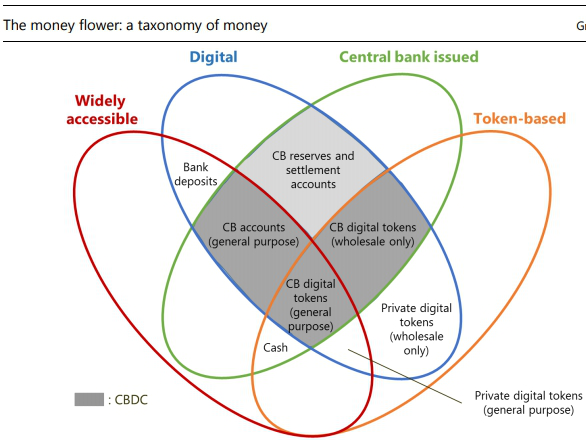 The money flower: a taxonomy of money
Digital
Central bank issued
Widely
accessible
Token-based
CB reserves and
settlement
accounts
Bank
deposits
CB accounts
(general purpose)
CB digital tokens
(wholesale only)
CB digital
tokens
(general
purpose)
Private digital
tokens
(wholesale
only)
Cash
Private digital tokens
(general purpose)
: CBDC